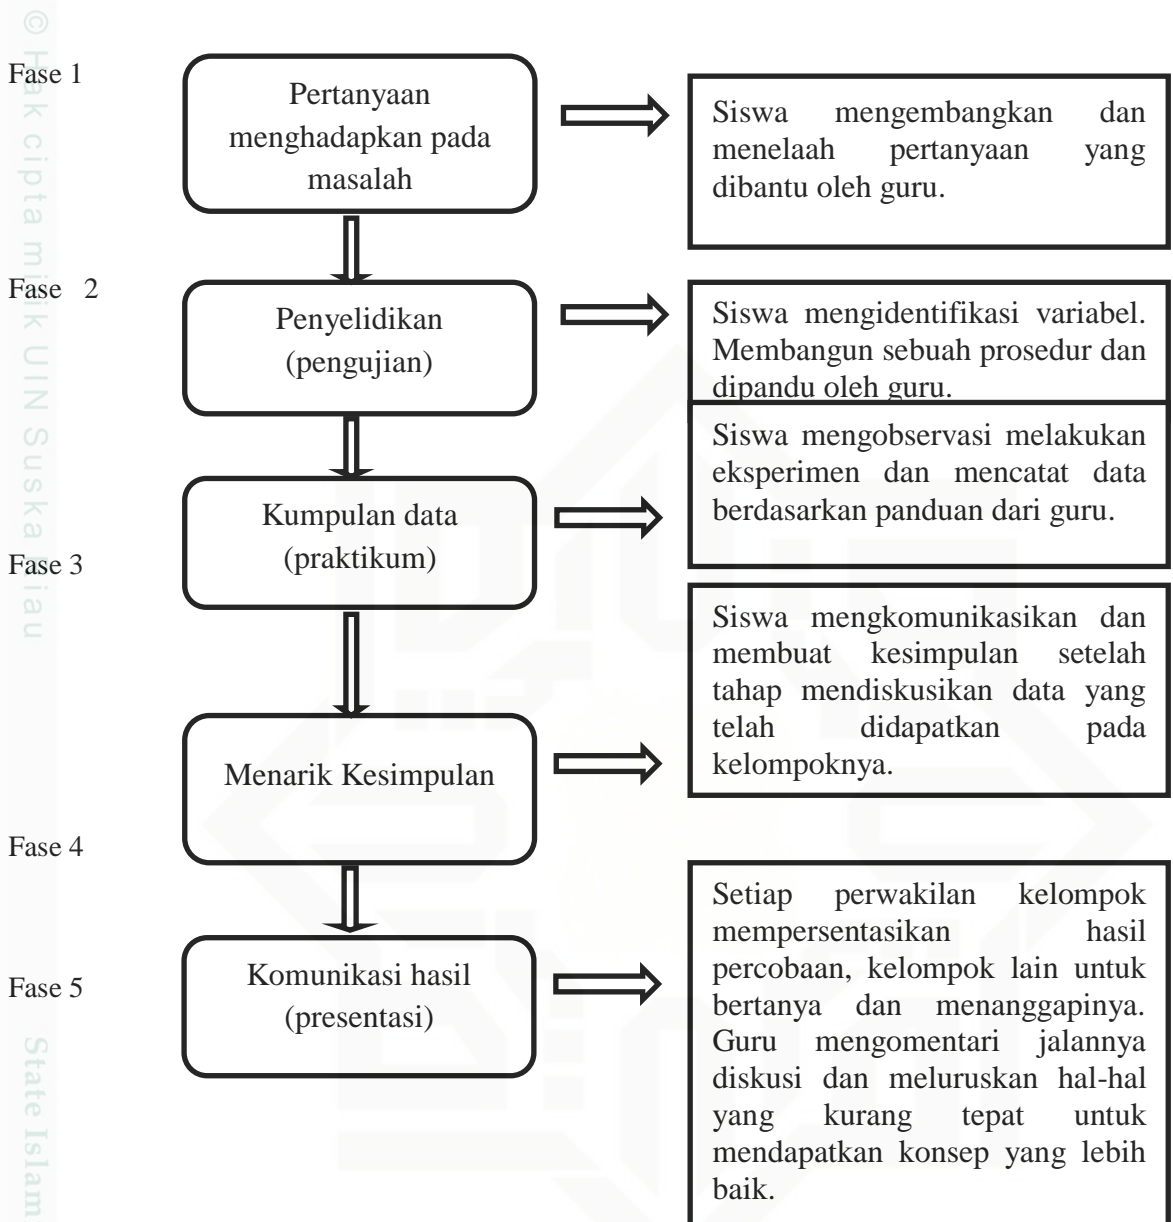 Fase 1
Pertanyaan
menghadapkan pada
masalah
Siswa mengembangkan dan
menelaah pertanyaan yang
dibantu oleh guru.
Fase 2
Penyelidikan
(pengujian)
Siswa mengidentifikasi variabel.
Membangun sebuah prosedur dan
dipandu oleh guru.
Kumpulan data
(praktikum)
Siswa mengobservasi melakukan
eksperimen dan mencatat data
berdasarkan panduan dari guru.
Fase 3
Menarik Kesimpulan
Siswa mengkomunikasikan dan
membuat kesimpulan setelah
tahap mendiskusikan data yang
telah didapatkan pada
kelompoknya.
Fase 4
Komunikasi hasil
(presentasi)
Fase 5
Setiap perwakilan kelompok
mempersentasikan hasil
percobaan, kelompok lain untuk
bertanya dan menanggapinya.
Guru mengomentari jalannya
diskusi dan meluruskan hal-hal
yang kurang tepat untuk
mendapatkan konsep yang lebih
baik.
© Hak cipta milik UIN Suska Riau
State Islam